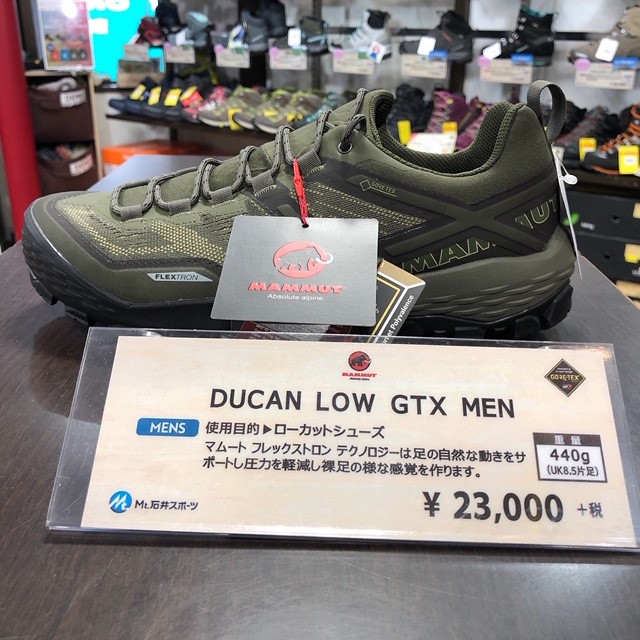 GORE-TEX
MAMMUT
FLEXTRON
MAMMUT
Absolute alpine.
MAMMUT
GORE-TEX
DUCAN LOW GTX MEN
MENS
使用目的▶ローカットシューズ
マムート フレックストロン テクノロジーは足の自然な動きをサ
ポートし圧力を軽減し裸足の様な感覚を作ります。
重量
440g
(UK8.5片足)
Mt.石井スポーツ
¥ 23,000 +税